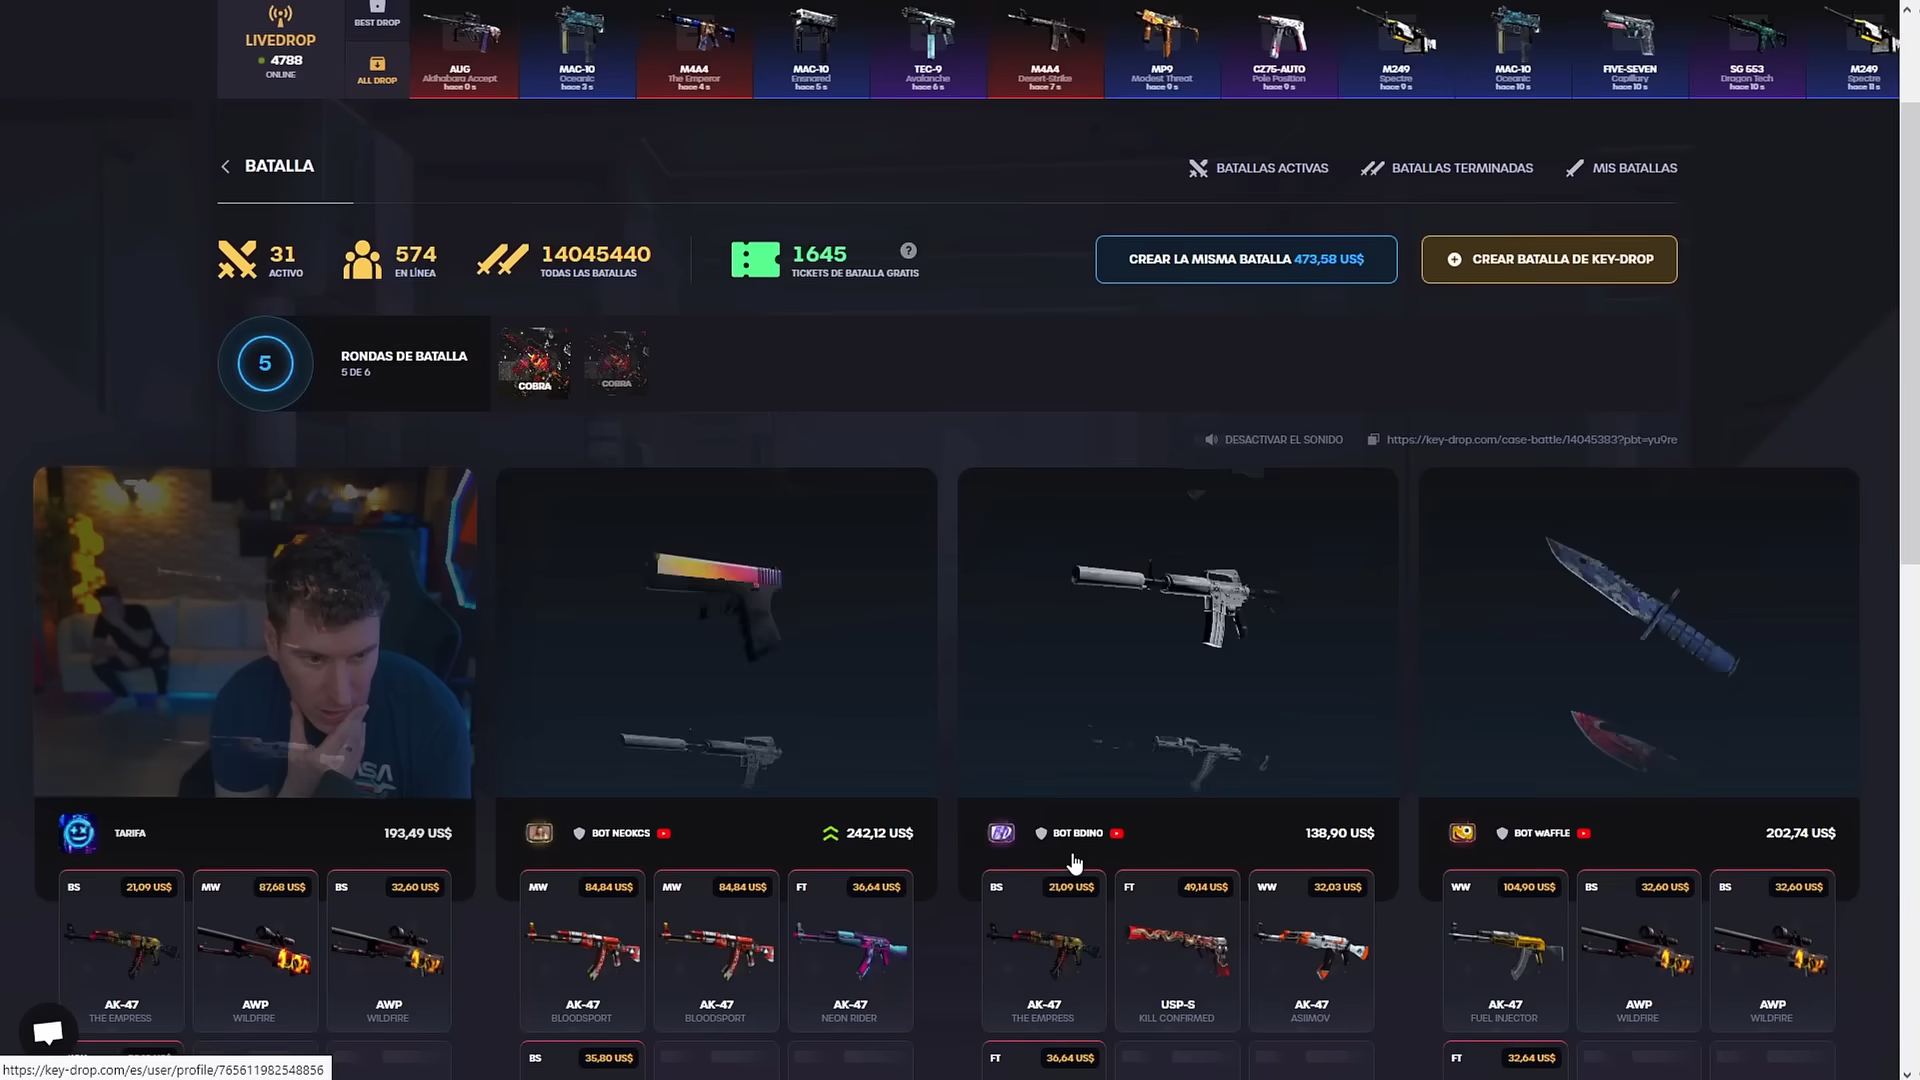 LIVEDROP
4788
ONLINE
BEST DROP
ALL DROP
AUG
Akihabara Accept
hace 0 s
MAC-10
Oceanic
hace 3 s
M4A4
The Emperor
hace 4 s
MAC-10
Ensnared
hace 5 s
TEC-9
Avalanche
hace 6 s
M4A4
Desert-Strike
hace 7 s
MP9
Modest Threat
hace 9 s
CZ75-AUTO
Pole Position
hace 9 s
M249
Spectre
hace 9 s
MAC-10
Oceanic
hace 10 s
FIVE-SEVEN
Capillary
hace 10 s
SG 553
Dragon Tech
hace 10 s
M249
Spectre
hace 11 s
BATALLA
BATALLAS ACTIVAS
BATALLAS TERMINADAS
MIS BATALLAS
31
ACTIVO
574
EN LÍNEA
14045440
TODAS LAS BATALLAS
1645
TICKETS DE BATALLA GRATIS
?
CREAR LA MISMA BATALLA 473,58 US$
CREAR BATALLA DE KEY-DROP
5
RONDAS DE BATALLA
5 DE 6
COBRA
COBRA
DESACTIVAR EL SONIDO
https://key-drop.com/case-battle/14045383?pbt=yu9re
TARIFA
193,49 US$
BOT NEOKCS
242,12 US$
BOT BDINO
138,90 US$
BOT WAFFLE
202,74 US$
BS 21,09 US$
AK-47
THE EMPRESS
MW 87,68 US$
AWP
WILDFIRE
BS 32,60 US$
AWP
WILDFIRE
MW 84,84 US$
AK-47
BLOODSPORT
MW 84,84 US$
AK-47
BLOODSPORT
FT 36,64 US$
AK-47
NEON RIDER
BS 21,09 US$
AK-47
THE EMPRESS
FT 49,14 US$
USP-S
KILL CONFIRMED
WW 32,03 US$
AK-47
ASIIMOV
WW 104,90 US$
AK-47
FUEL INJECTOR
BS 32,60 US$
AWP
WILDFIRE
BS 32,60 US$
AWP
WILDFIRE
BS 35,80 US$
FT 36,64 US$
FT 32,64 US$
https://key-drop.com/es/user/profile/765611982548856